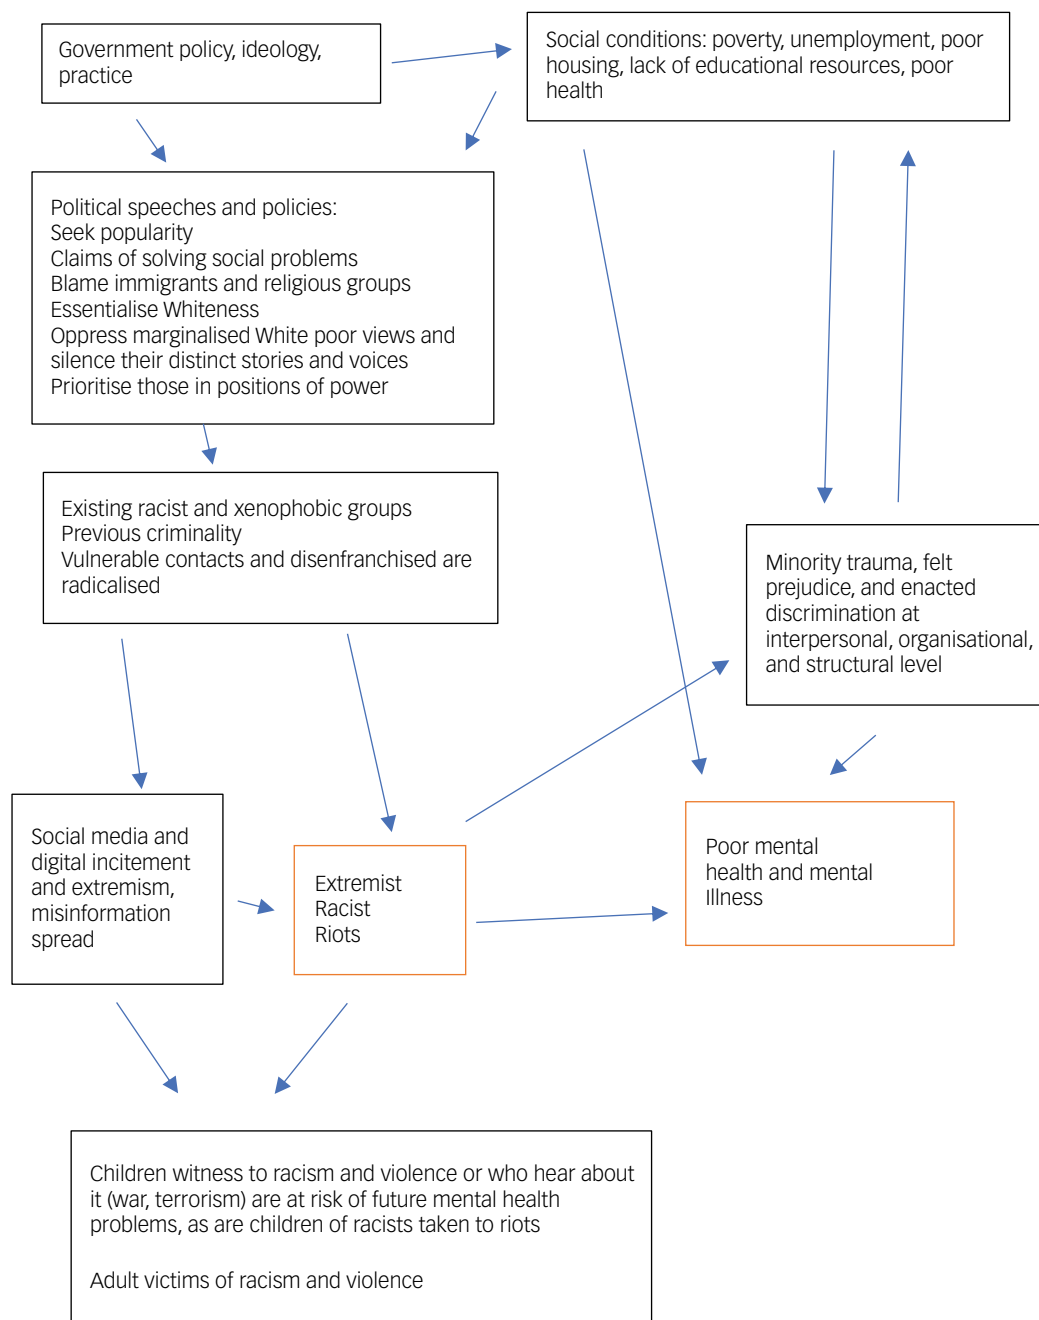 Government policy, ideology,
practice
Social conditions: poverty, unemployment, poor
housing, lack of educational resources, poor
health
Political speeches and policies:
Seek popularity
Claims of solving social problems
Blame immigrants and religious groups
Essentialise Whiteness
Oppress marginalised White poor views and
silence their distinct stories and voices
Prioritise those in positions of power
Existing racist and xenophobic groups
Previous criminality
Vulnerable contacts and disenfranchised are
radicalised
Minority trauma, felt
prejudice, and enacted
discrimination at
interpersonal, organisational,
and structural level
Social media and
digital incitement
and extremism,
misinformation
spread
Extremist
Racist
Riots
Poor mental
health and mental
Illness
Children witness to racism and violence or who hear about
it (war, terrorism) are at risk of future mental health
problems, as are children of racists taken to riots
Adult victims of racism and violence